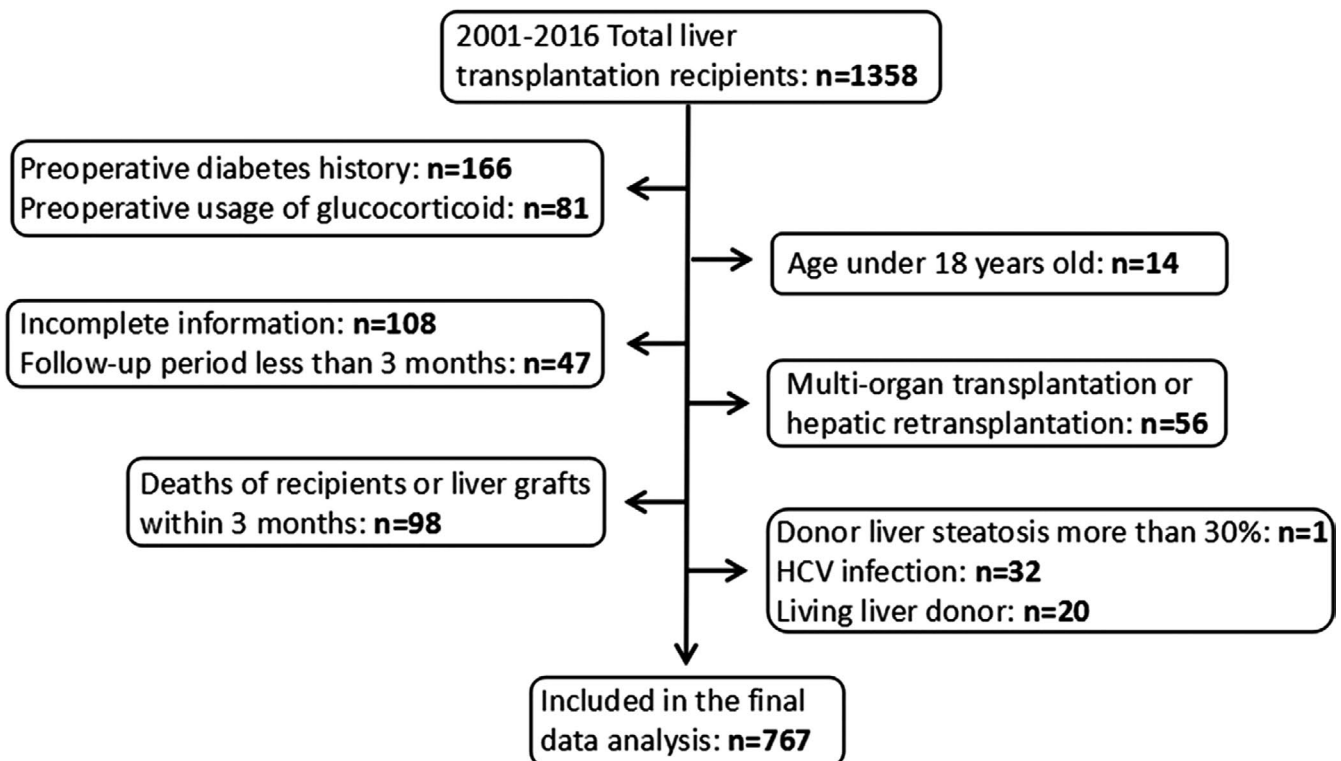 2001-2016 Total liver
transplantation recipients: n=1358
Preoperative diabetes history: n=166
Preoperative usage of glucocorticoid: n=81
Age under 18 years old: n=14
Incomplete information: n=108
Follow-up period less than 3 months: n=47
Multi-organ transplantation or
hepatic retransplantation: n=56
Deaths of recipients or liver grafts
within 3 months: n=98
Donor liver steatosis more than 30%: n=1
HCV infection: n=32
Living liver donor: n=20
Included in the final
data analysis: n=767